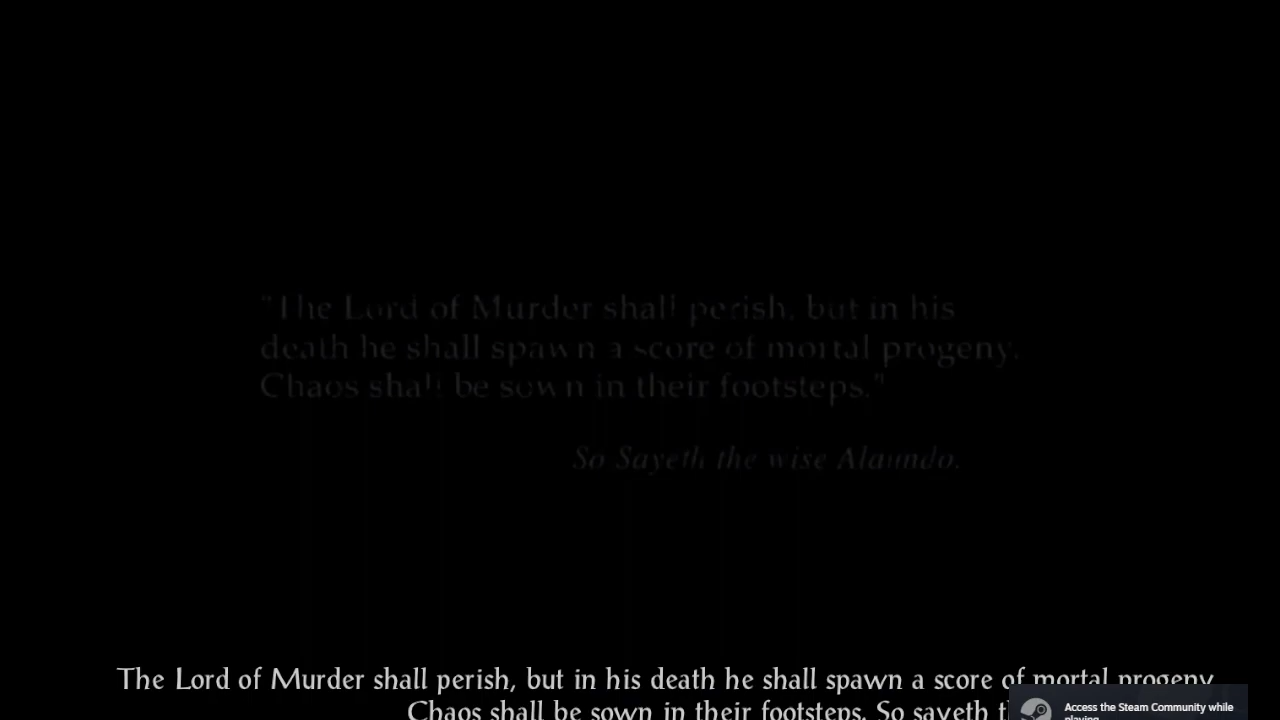 "The Lord of Murder shall perish, but in his
death he shall spawn a score of mortal progeny.
Chaos shall be sown in their footsteps."
So Sayeth the wise Alaundo.
The Lord of Murder shall perish, but in his death he shall spawn a score of mortal progeny.
Chaos shall be sown in their footsteps. So sayeth
Access the Steam Community while
playing